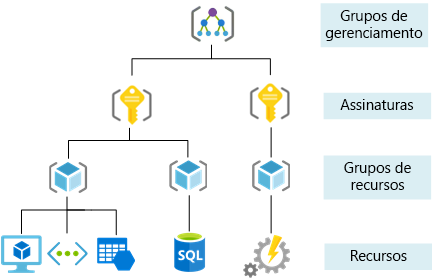 Grupos de
gerenciamento
Assinaturas
Grupos de
recursos
SQL
Recursos